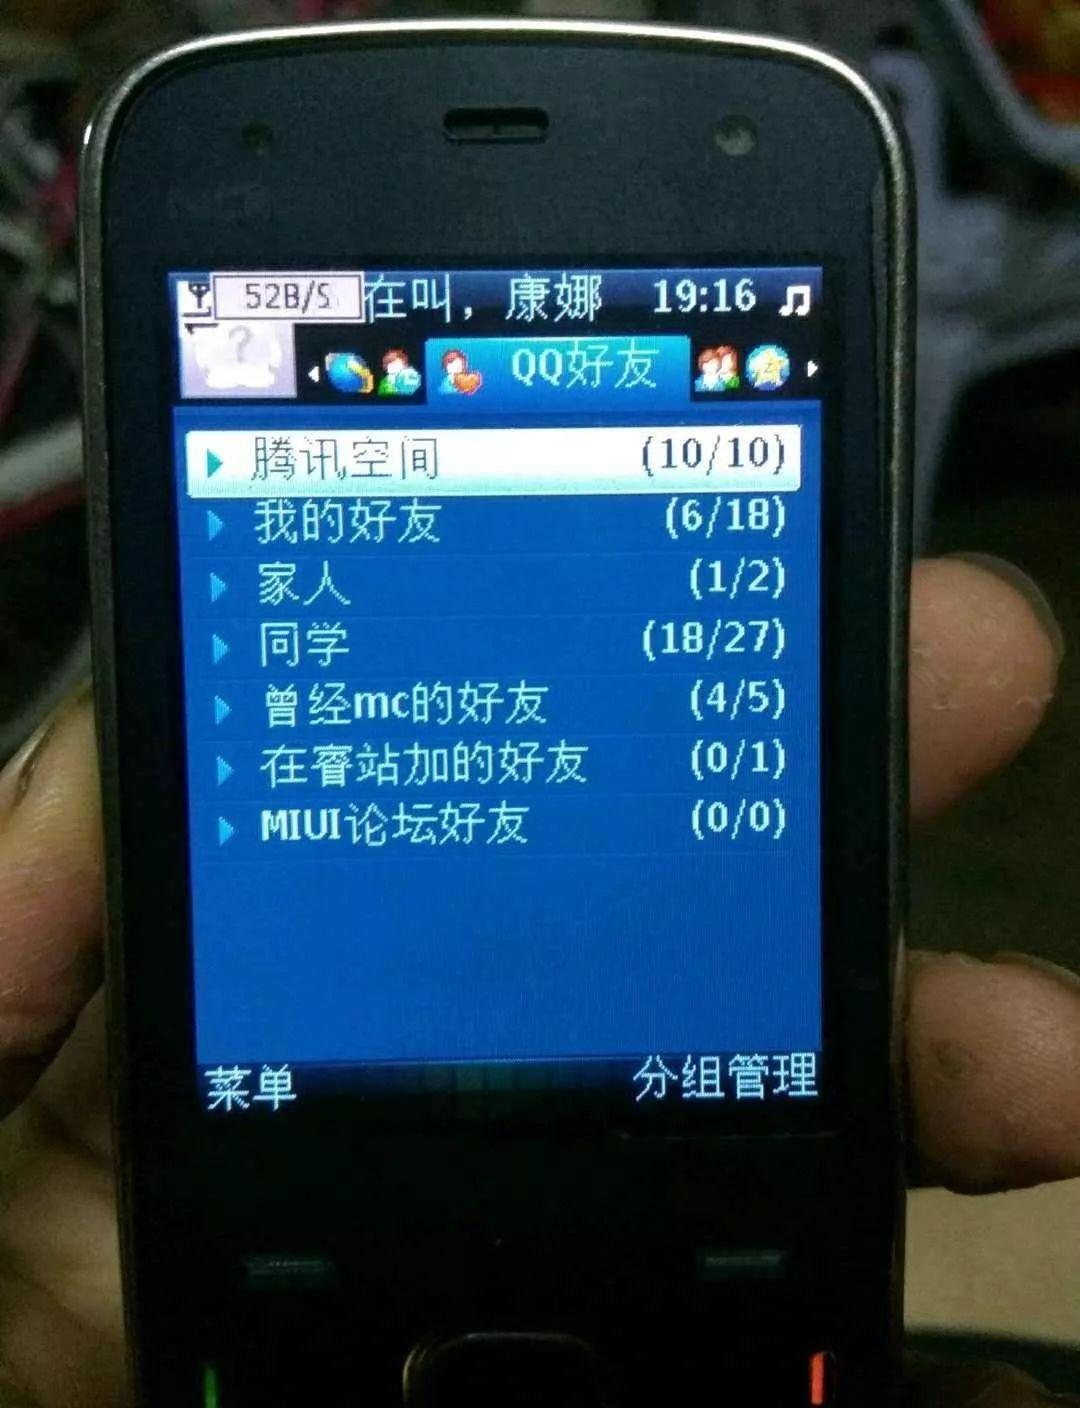 52B/S 在叫，康娜 19:16
QQ好友
腾讯空间 (10/10)
我的好友 (6/18)
家人 (1/2)
同学 (18/27)
曾经mc的好友 (4/5)
在睿站加的好友 (0/1)
MIUI论坛好友 (0/0)
菜单 分组管理